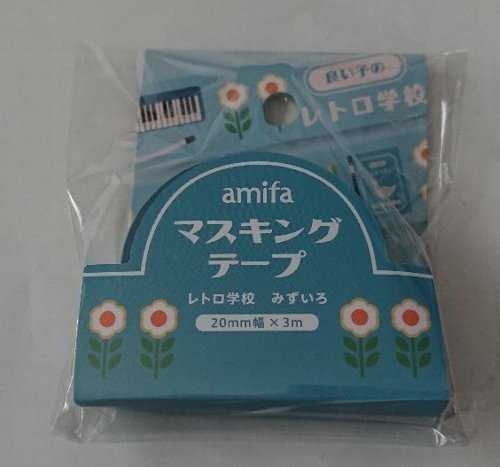 良い子の
レトロ学校
amifa
マスキング
テープ
レトロ学校 みずいろ
20mm幅×3m